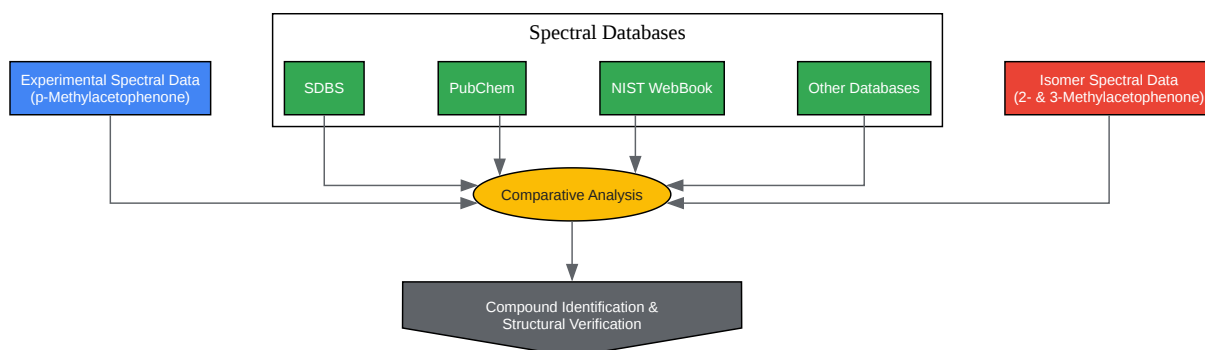 Spectral Databases
Experimental Spectral Data
(p-Methylacetophenone)
SDBS
PubChem
NIST WebBook
Other Databases
Isomer Spectral Data
(2- & 3-Methylacetophenone)
Comparative Analysis
Compound Identification &
Structural Verification